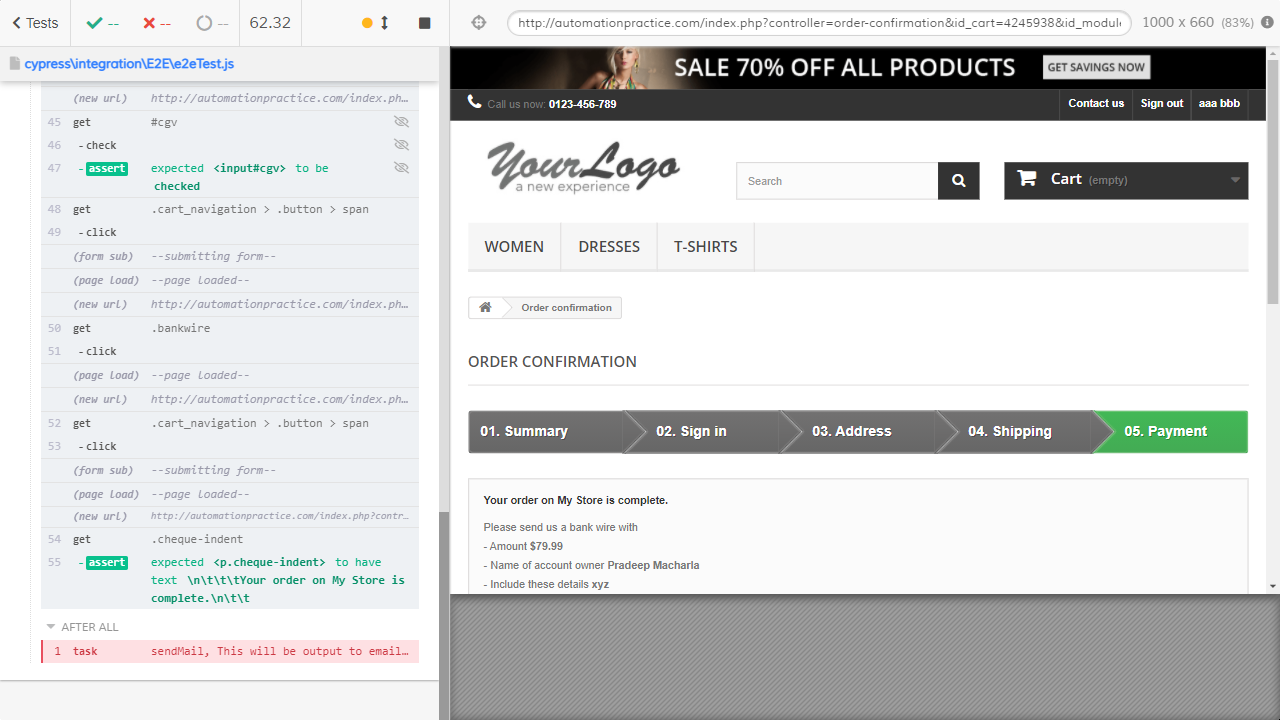 Tests
--
--
--
62.32
http://automationpractice.com/index.php?controller=order-confirmation&id_cart=4245938&id_modul
1000 x 660 (83%)
cypress\integration\E2E\e2eTest.js
(new url) http://automationpractice.com/index.ph…
45 get #cgv
46 -check
47 -assert expected <input#cgv> to be
checked
48 get .cart_navigation > .button > span
49 -click
(form sub) --submitting form--
(page load) --page loaded--
(new url) http://automationpractice.com/index.ph…
50 get .bankwire
51 -click
(page load) --page loaded--
(new url) http://automationpractice.com/index.ph…
52 get .cart_navigation > .button > span
53 -click
(form sub) --submitting form--
(page load) --page loaded--
(new url) http://automationpractice.com/index.php?contr…
54 get .cheque-indent
55 -assert expected <p.cheque-indent> to have
text \n\t\t\tYour order on My Store is
complete.\n\t\t
AFTER ALL
1 task sendMail, This will be output to email…
SALE 70% OFF ALL PRODUCTS
GET SAVINGS NOW
Call us now: 0123-456-789
Contact us
Sign out
aaa bbb
YourLogo
a new experience
Search
Cart (empty)
WOMEN
DRESSES
T-SHIRTS
Order confirmation
ORDER CONFIRMATION
01. Summary
02. Sign in
03. Address
04. Shipping
05. Payment
Your order on My Store is complete.
Please send us a bank wire with
- Amount $79.99
- Name of account owner Pradeep Macharla
- Include these details xyz